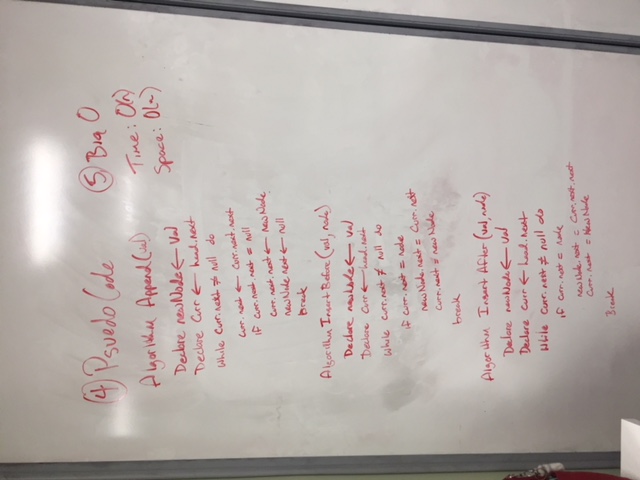 ④ Psuedo Code
Algorithm Append(val)
Declare newNode ← val
Declare Curr ← head.next
While curr.next ≠ null do
curr.next ← curr.next.next
if curr.next.next = null
curr.next.next ← newNode
newNode.next ← null
break
Algorithm Insert Before (val, node)
Declare newNode ← val
Declare Curr ← head.next
While curr.next ≠ null do
if curr.next = node
newNode.next = Curr.next
curr.next = newNode
break
Algorithm Insert After (val, node)
Declare newNode ← val
Declare curr ← head.next
While curr.next ≠ null do
if curr.next = node
newNode.next = Curr.next.next
Curr.next = NewNode
Break
⑤ Big O
Time: O(n)
Space: O(n)